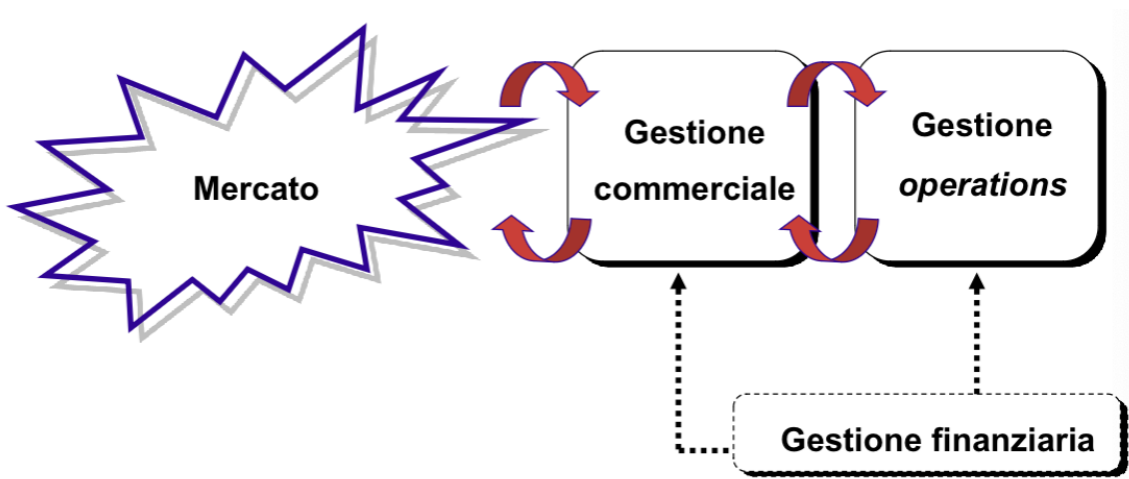 Mercato
Gestione
commerciale
Gestione
operations
Gestione finanziaria